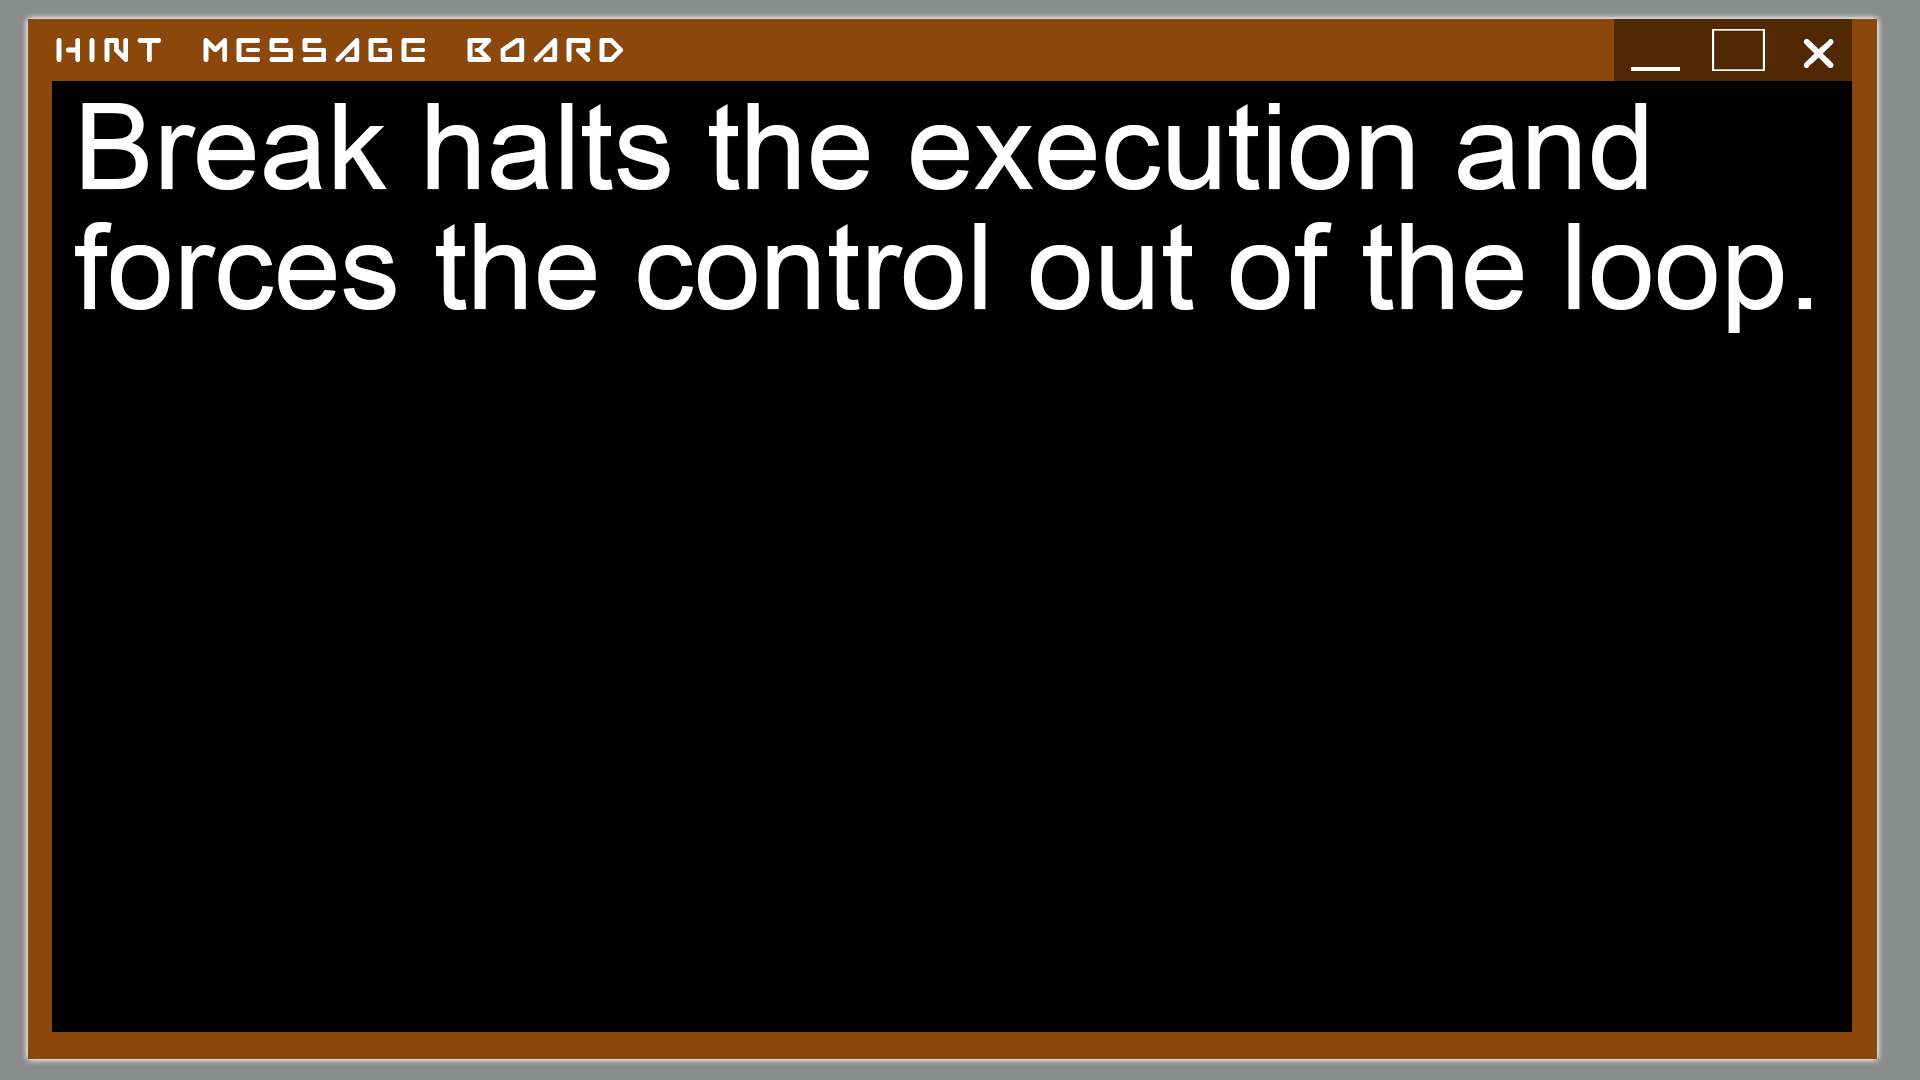 HINT MESSAGE BOARD
Break halts the execution and
forces the control out of the loop.